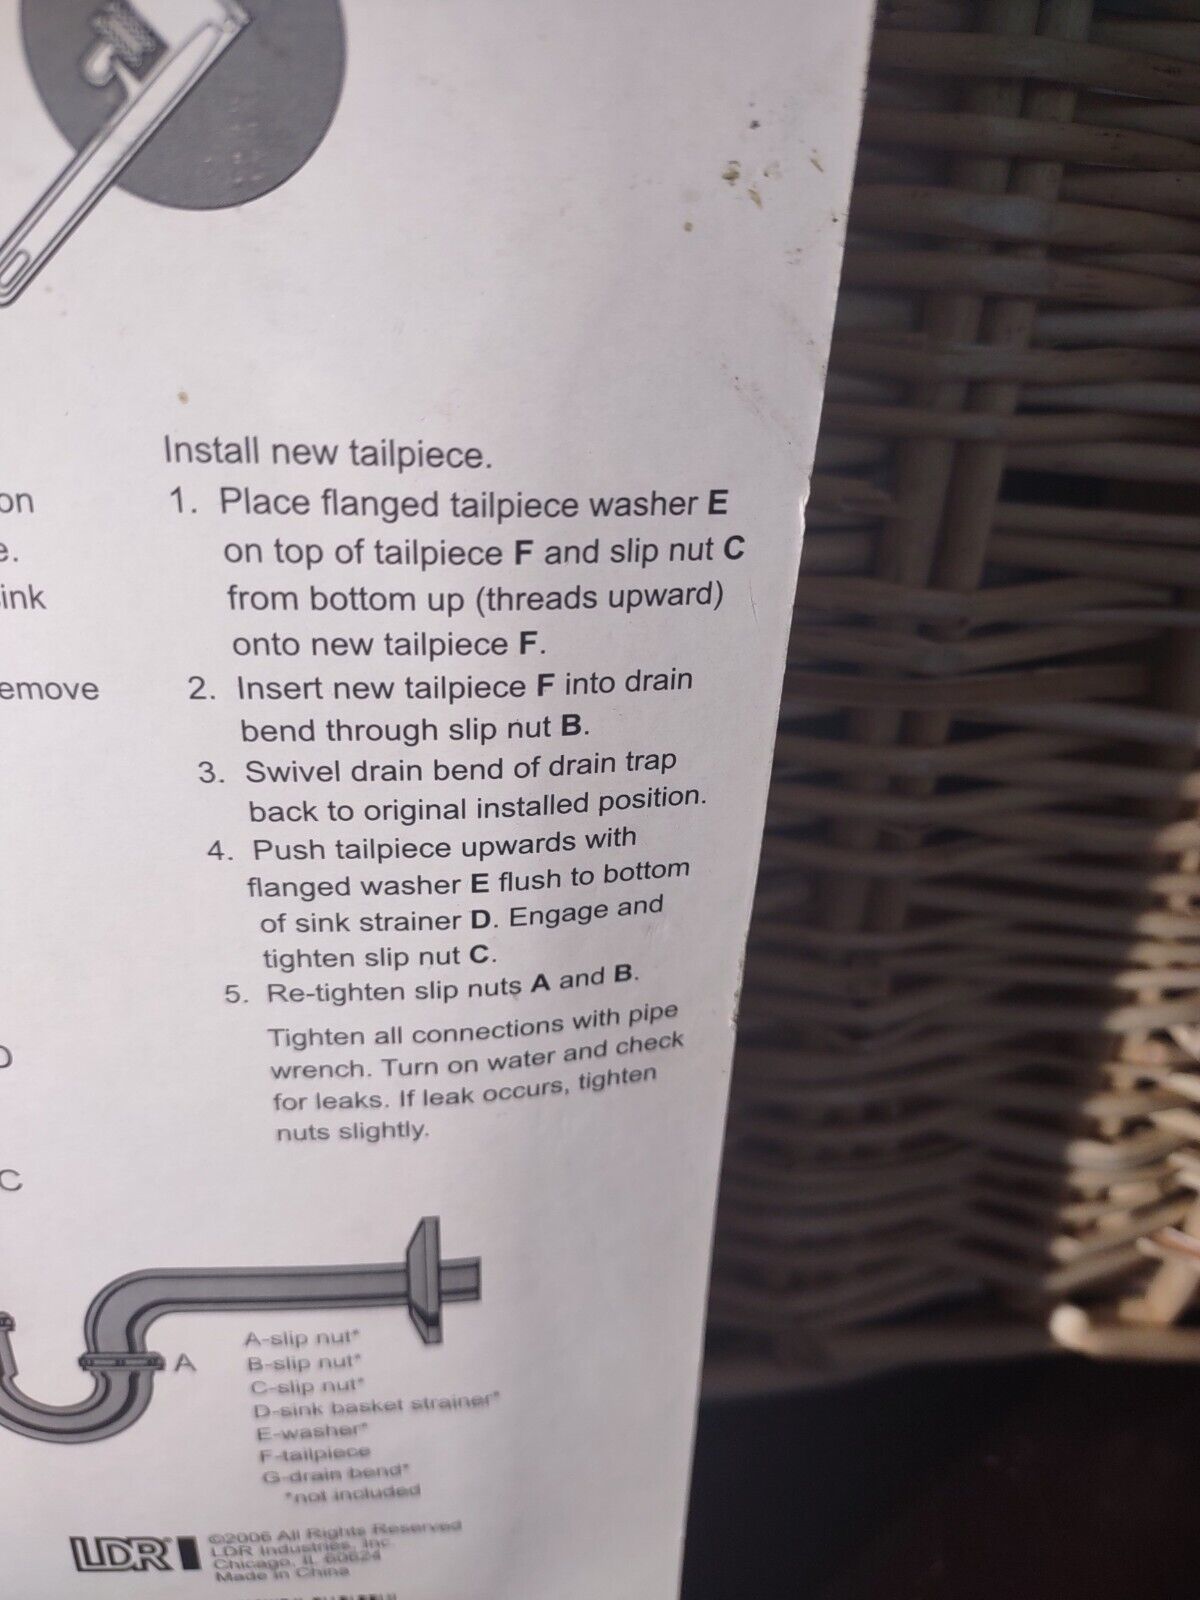 Install new tailpiece.
1. Place flanged tailpiece washer E
on top of tailpiece F and slip nut C
from bottom up (threads upward)
onto new tailpiece F.
2. Insert new tailpiece F into drain
bend through slip nut B.
3. Swivel drain bend of drain trap
back to original installed position.
4. Push tailpiece upwards with
flanged washer E flush to bottom
of sink strainer D. Engage and
tighten slip nut C.
5. Re-tighten slip nuts A and B.
Tighten all connections with pipe
wrench. Turn on water and check
for leaks. If leak occurs, tighten
nuts slightly.
on
e.
ink
emove
D
C
A
A-slip nut*
B-slip nut*
C-slip nut*
D-sink basket strainer*
E-washer*
F-tailpiece
G-drain bend*
*not included
LDR®
©2006 All Rights Reserved
LDR Industries, Inc.
Chicago, IL 60624
Made in China